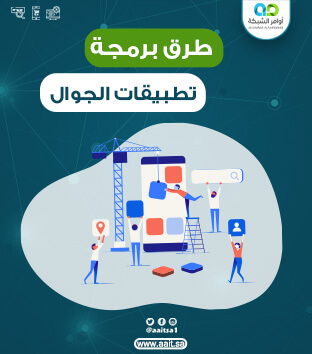 أوامر الشبكة
طرق برمجة
تطبيقات الجوال
@aaitsa1
www.aait.sa